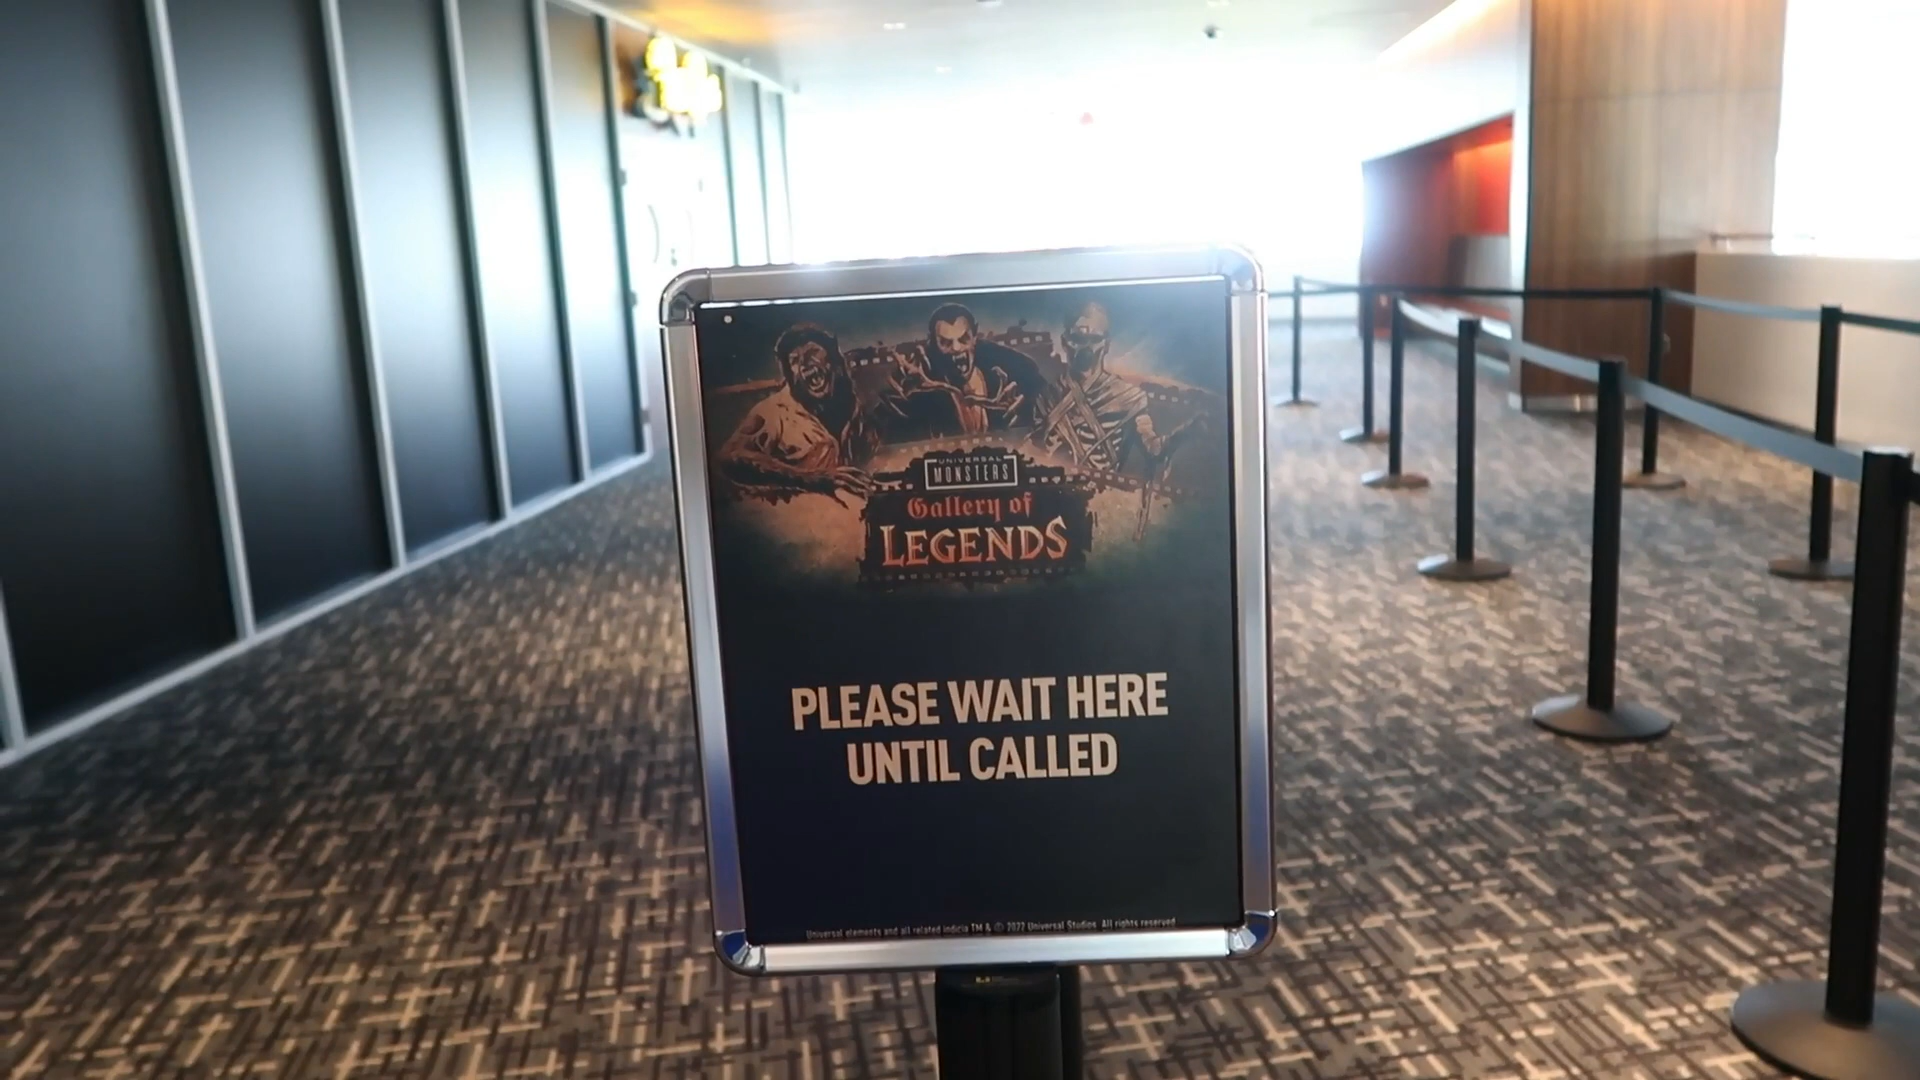 UNIVERSAL
MONSTERS
Gallery of
LEGENDS
PLEASE WAIT HERE
UNTIL CALLED
Universal elements and all related indicia TM & © 2022 Universal Studios. All rights reserved